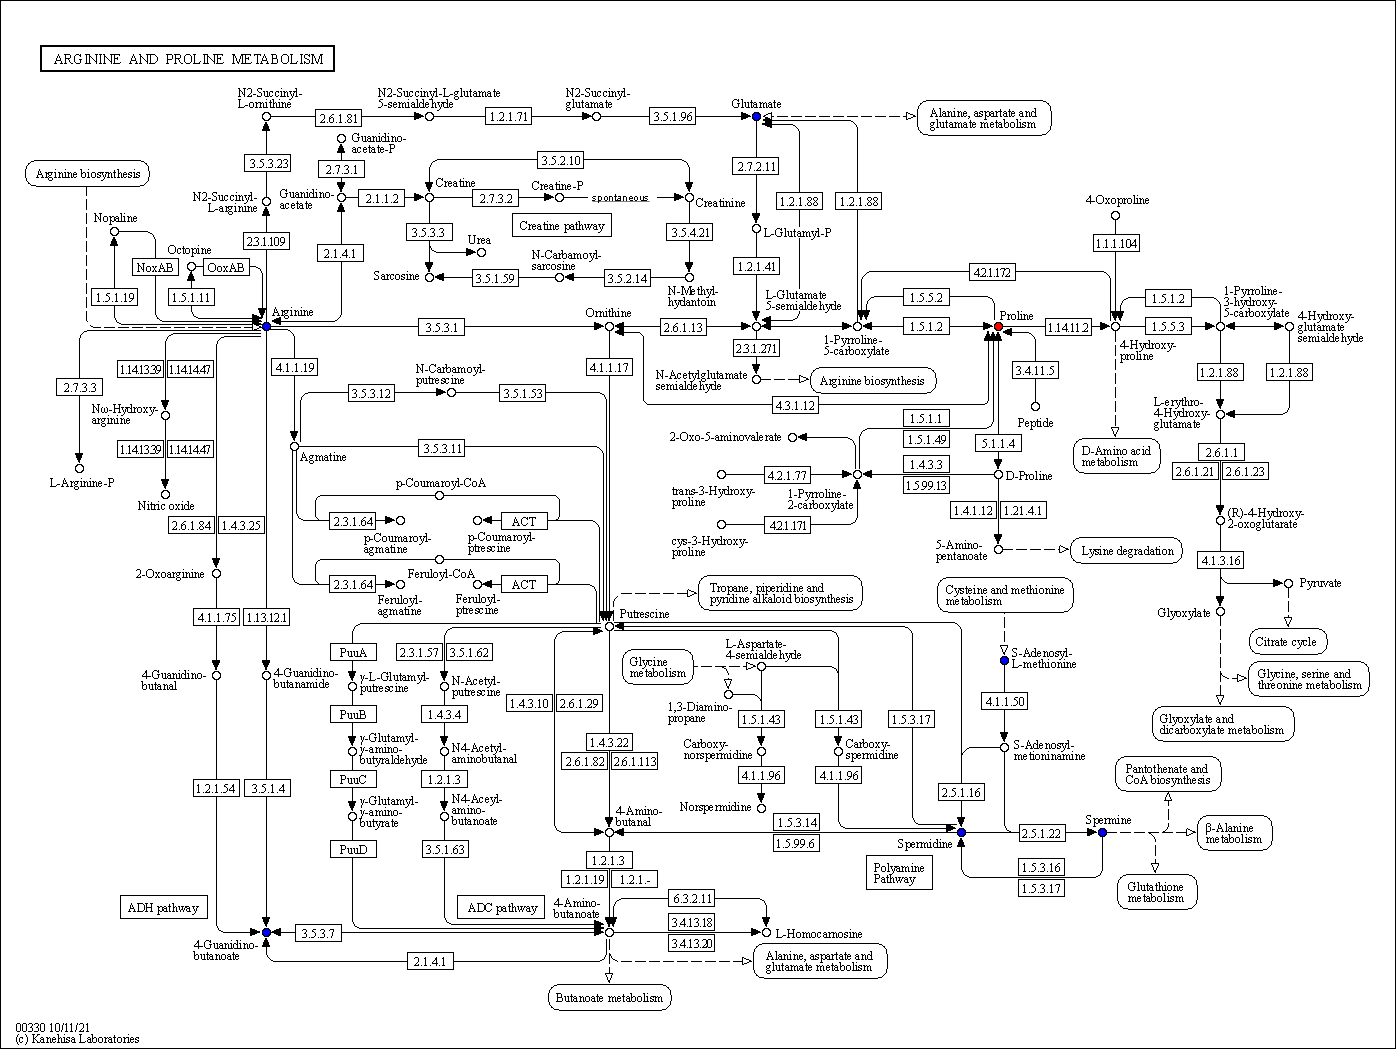 ARGININE AND PROLINE METABOLISM
N2-Succinyl-
L-ornithine
2.6.1.81
N2-Succinyl-L-glutamate
5-semialdehyde
1.2.1.71
N2-Succinyl-
glutamate
3.5.1.96
Glutamate
Alanine, aspartate and
glutamate metabolism
Guanidino-
acetate-P
3.5.3.23
2.7.3.1
3.5.2.10
2.7.2.11
Arginine biosynthesis
N2-Succinyl-
L-arginine
Guanidino-
acetate
2.1.1.2
Creatine
2.7.3.2
Creatine-P
spontaneous
Creatinine
1.2.1.88
1.2.1.88
4-Oxoproline
Nopaline
2.3.1.109
3.5.3.3
Creatine pathway
3.5.4.21
L-Glutamyl-P
1.1.1.104
Octopine
NoxAB
OoxAB
2.1.4.1
Urea
N-Carbamoyl-
sarcosine
1.2.1.41
4.2.1.172
Sarcosine
3.5.1.59
3.5.2.14
1.5.1.19
1.5.1.11
N-Methyl-
hydantoin
L-Glutamate
5-semialdehyde
1.5.5.2
1.5.1.2
1-Pyrroline-
3-hydroxy-
5-carboxylate
Arginine
3.5.3.1
Ornithine
2.6.1.13
1.5.1.2
Proline
1.14.11.2
1.5.5.3
4-Hydroxy-
glutamate
semialdehyde
1-Pyrroline-
5-carboxylate
4-Hydroxy-
proline
2.3.1.271
4.1.1.19
4.1.1.17
1.14.13.39
1.14.14.47
2.7.3.3
N-Carbamoyl-
putrescine
N-Acetylglutamate
semialdehyde
Arginine biosynthesis
3.4.11.5
1.2.1.88
1.2.1.88
3.5.3.12
3.5.1.53
4.3.1.12
Peptide
L-erythro-
4-Hydroxy-
glutamate
Nω-Hydroxy-
arginine
1.5.1.1
1.5.1.49
2-Oxo-5-aminovalerate
5.1.1.4
1.14.13.39
1.14.14.47
Agmatine
3.5.3.11
D-Amino acid
metabolism
2.6.1.1
2.6.1.21
2.6.1.23
L-Arginine-P
4.2.1.77
1.4.3.3
1.5.99.13
D-Proline
trans-3-Hydroxy-
proline
1-Pyrroline-
2-carboxylate
Nitric oxide
p-Coumaroyl-CoA
2.3.1.64
ACT
4.2.1.171
1.4.1.12
1.21.4.1
(R)-4-Hydroxy-
2-oxoglutarate
2.6.1.84
1.4.3.25
p-Coumaroyl-
agmatine
p-Coumaroyl-
ptrescine
cys-3-Hydroxy-
proline
5-Amino-
pentanoate
Lysine degradation
4.1.3.16
2-Oxoarginine
Feruloyl-CoA
2.3.1.64
ACT
Feruloyl-
agmatine
Feruloyl-
ptrescine
Tropane, piperidine and
pyridine alkaloid biosynthesis
Cysteine and methionine
metabolism
Pyruvate
Glyoxylate
4.1.1.75
1.13.12.1
Putrescine
Citrate cycle
PuuA
2.3.1.57
3.5.1.62
Glycine
metabolism
L-Aspartate-
4-semialdehyde
S-Adenosyl-
L-methionine
Glycine, serine and
threonine metabolism
4-Guanidino-
butanal
4-Guanidino-
butanamide
γ-L-Glutamyl-
putrescine
N-Acetyl-
putrescine
1.4.3.10
2.6.1.29
1,3-Diamino-
propane
4.1.1.50
PuuB
1.4.3.4
1.5.1.43
1.5.1.43
1.5.3.17
Glyoxylate and
dicarboxylate metabolism
γ-Glutamyl-
γ-amino-
butyraldehyde
N4-Acetyl-
aminobutanal
1.4.3.22
2.6.1.82
2.6.1.113
Carboxy-
norspermidine
Carboxy-
spermidine
S-Adenosyl-
metioninamine
PuuC
1.2.1.3
4.1.1.96
4.1.1.96
Pantothenate and
CoA biosynthesis
1.2.1.54
3.5.1.4
γ-Glutamyl-
γ-amino-
butyrate
N4-Aceyl-
amino-
butanoate
4-Amino-
butanal
Norspermidine
2.5.1.16
PuuD
3.5.1.63
1.5.3.14
1.5.99.6
Spermidine
2.5.1.22
Spermine
β-Alanine
metabolism
1.2.1.3
1.2.1.19
1.2.1.-
Polyamine
Pathway
1.5.3.16
1.5.3.17
Glutathione
metabolism
ADH pathway
ADC pathway
4-Amino-
butanoate
6.3.2.11
3.4.13.18
3.4.13.20
L-Homocarnosine
4-Guanidino-
butanoate
3.5.3.7
2.1.4.1
Alanine, aspartate and
glutamate metabolism
Butanoate metabolism
00330 10/11/21
(c) Kanehisa Laboratories